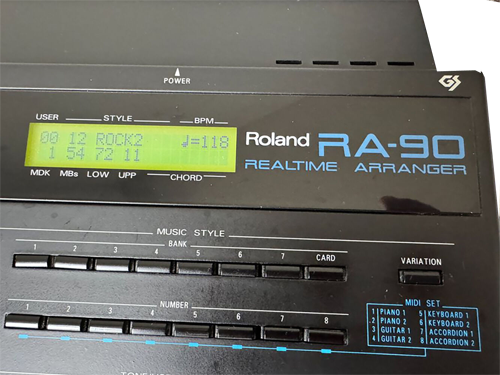 POWER
GS
USER STYLE BPM
00 12 ROCK2 ♩=118
1 54 72 11
MDK MBs LOW UPP CHORD
Roland RA-90
REALTIME ARRANGER
MUSIC STYLE
BANK
1 2 3 4 5 6 7 CARD
VARIATION
NUMBER
1 2 3 4 5 6 7 8
MIDI SET
1 PIANO 1 5 KEYBOARD 1
2 PIANO 2 6 KEYBOARD 2
3 GUITAR 1 7 ACCORDION 1
4 GUITAR 2 8 ACCORDION 2